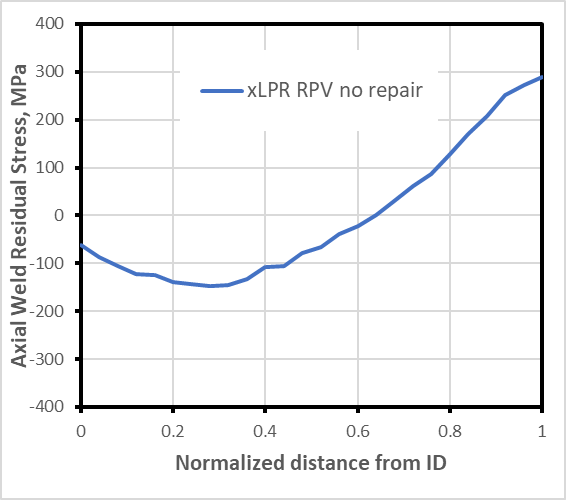 Axial Weld Residual Stress, MPa
400
300
200
100
0
-100
-200
-300
-400
xLPR RPV no repair
0 0.2 0.4 0.6 0.8 1
Normalized distance from ID